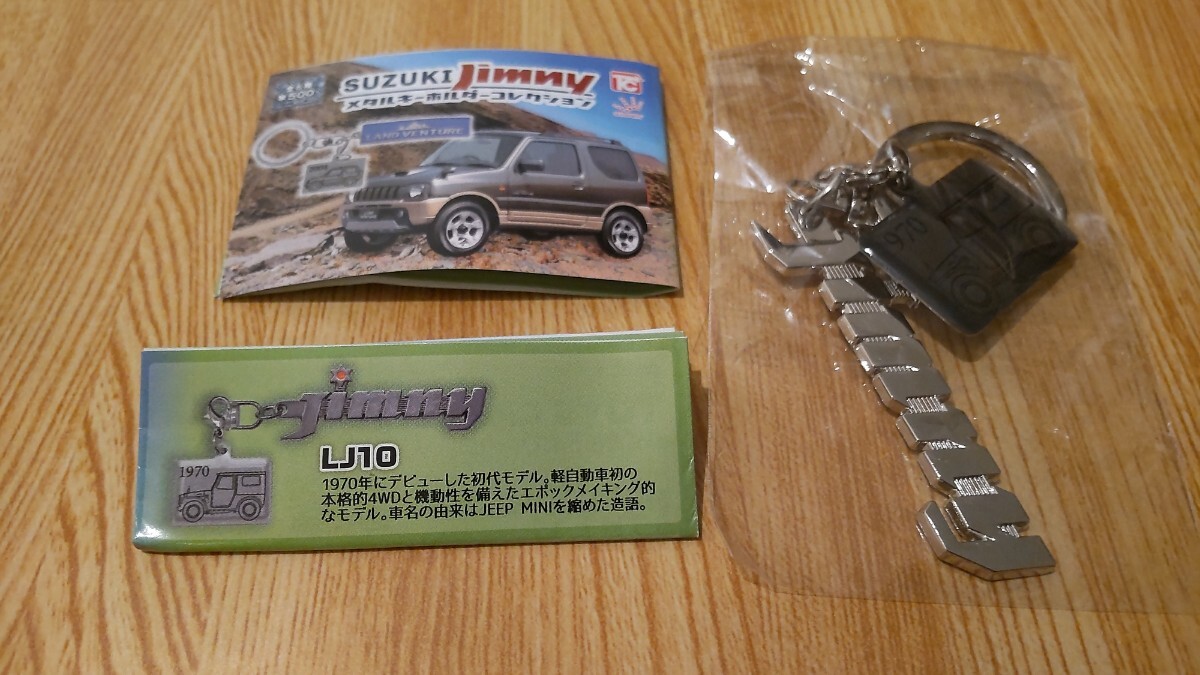 SUZUKI Jimny
メタルキーホルダーコレクション
LAND VENTURE
Jimny
1970
LJ10
1970年にデビューした初代モデル。軽自動車初の
本格的4WDと機動性を備えたエポックメイキング的
なモデル。車名の由来はJEEP MINIを縮めた造語。
1970